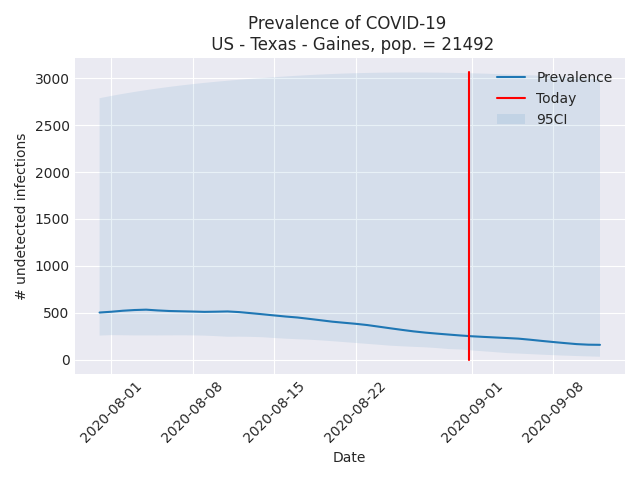 Prevalence of COVID-19
US - Texas - Gaines, pop. = 21492
Prevalence
Today
95CI
# undetected infections
3000
2500
2000
1500
1000
500
0
2020-08-01
2020-08-08
2020-08-15
2020-08-22
2020-09-01
2020-09-08
Date